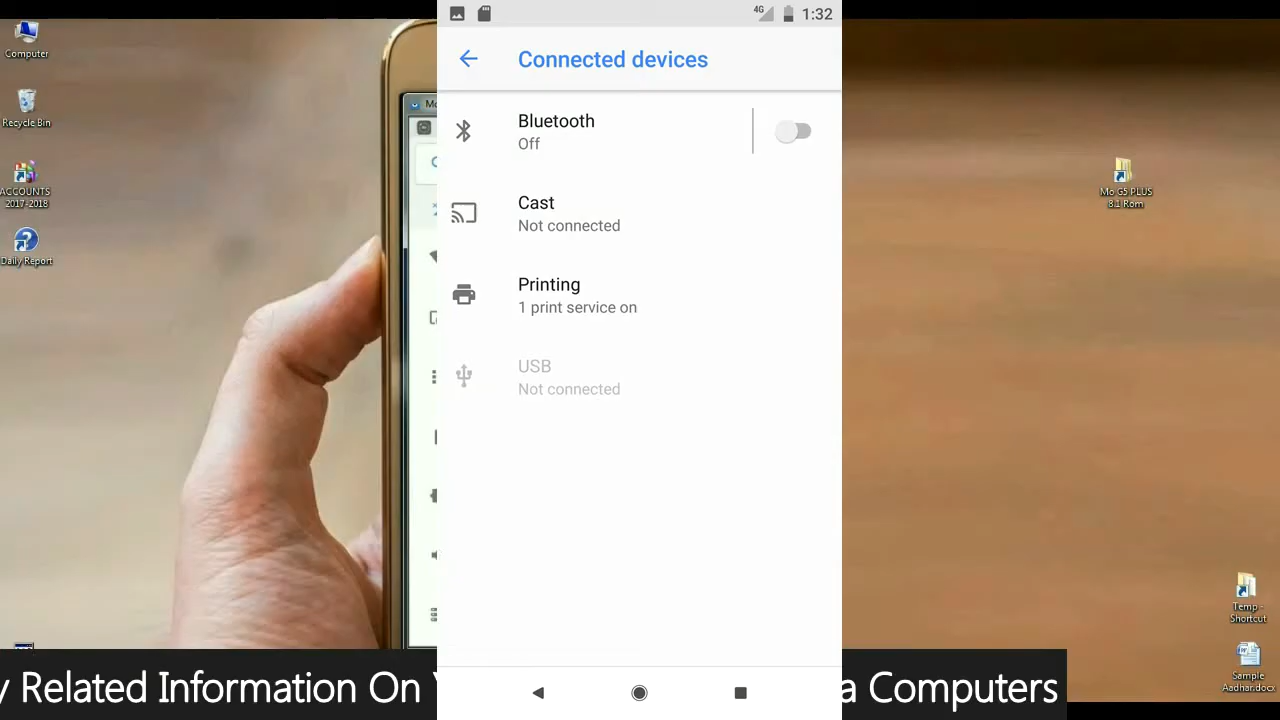 4G
1:32
Connected devices
Bluetooth
Off
Cast
Not connected
Printing
1 print service on
USB
Not connected
Computer
Recycle Bin
ACCOUNTS
2017-2018
Daily Report
Mo G5 PLUS
8.1 Rom
Temp -
Shortcut
Sample
Aadhar.docx
y Related Information On
a Computers